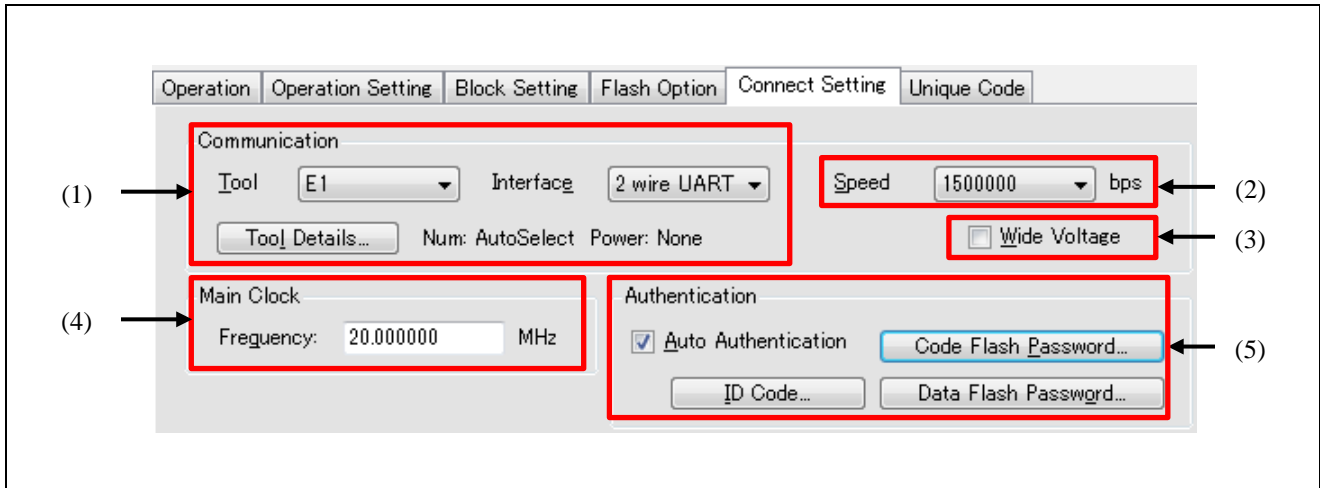 Operation Operation Setting Block Setting Flash Option Connect Setting Unique Code
Communication
(1) Tool E1 Interface 2 wire UART Speed 1500000 bps (2)
Tool Details... Num: AutoSelect Power: None Wide Voltage (3)
Main Clock Authentication
(4) Frequency: 20.000000 MHz Auto Authentication Code Flash Password... (5)
ID Code... Data Flash Password...